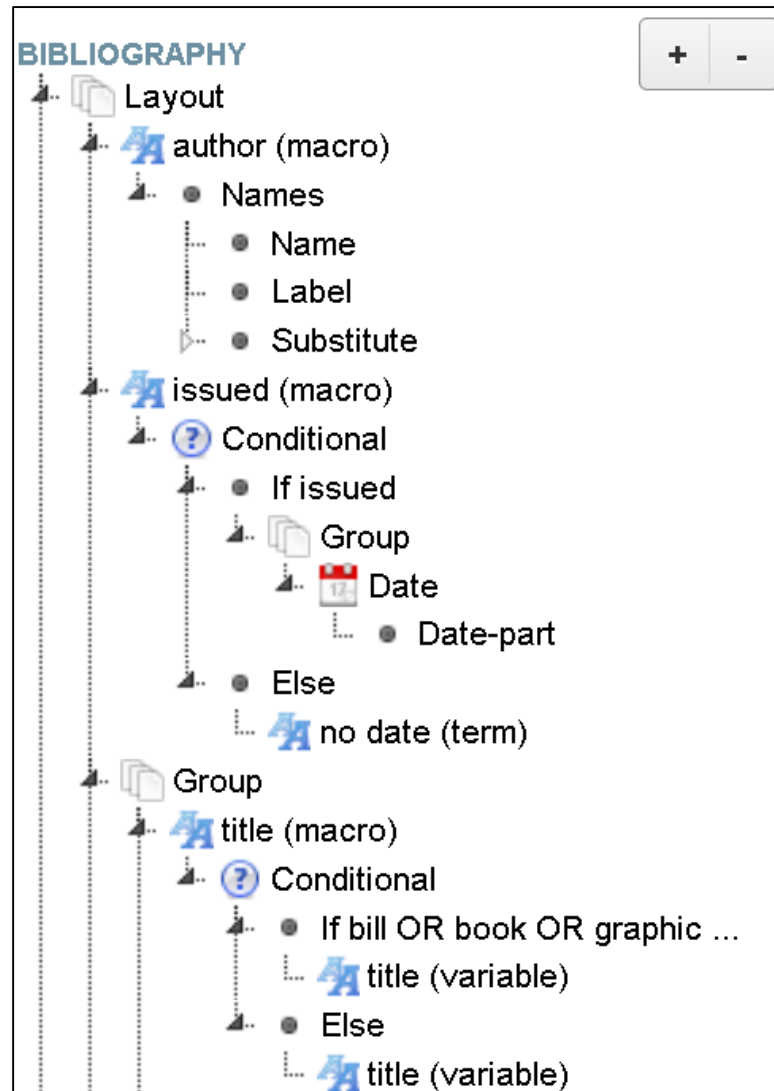 BIBLIOGRAPHY
+ -
Layout
author (macro)
Names
Name
Label
Substitute
issued (macro)
Conditional
If issued
Group
Date
Date-part
Else
no date (term)
Group
title (macro)
Conditional
If bill OR book OR graphic ...
title (variable)
Else
title (variable)